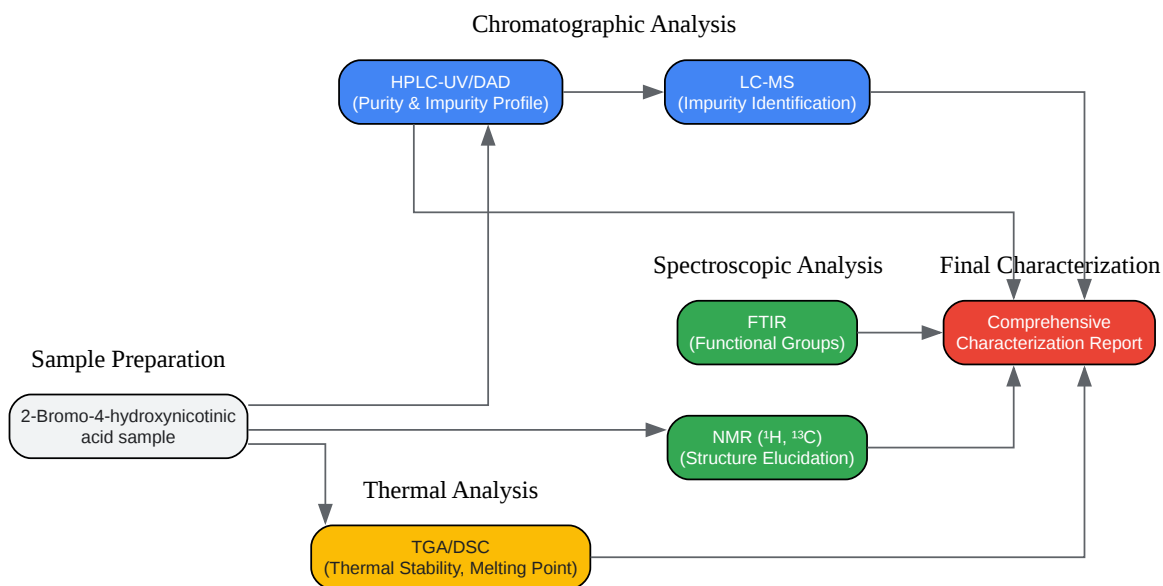 Chromatographic Analysis
HPLC-UV/DAD
(Purity & Impurity Profile)
LC-MS
(Impurity Identification)
Spectroscopic Analysis
Final Characterization
FTIR
(Functional Groups)
Comprehensive
Characterization Report
Sample Preparation
2-Bromo-4-hydroxynicotinic
acid sample
NMR (¹H, ¹³C)
(Structure Elucidation)
Thermal Analysis
TGA/DSC
(Thermal Stability, Melting Point)